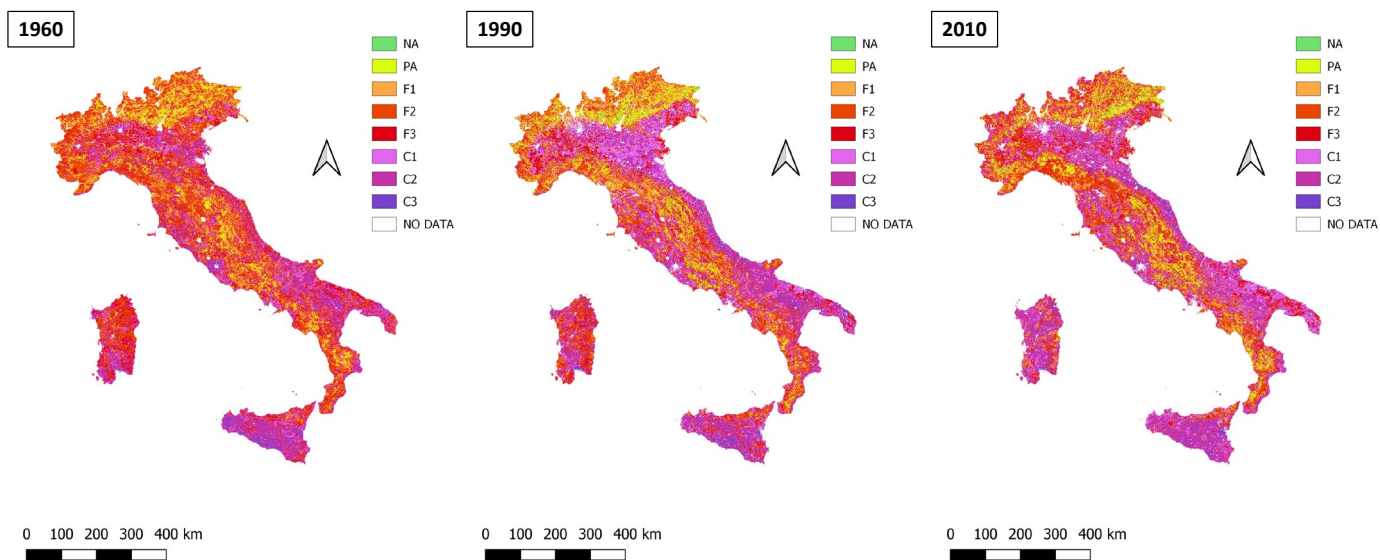 1960
NA
PA
F1
F2
F3
C1
C2
C3
NO DATA
0 100 200 300 400 km
1990
NA
PA
F1
F2
F3
C1
C2
C3
NO DATA
0 100 200 300 400 km
2010
NA
PA
F1
F2
F3
C1
C2
C3
NO DATA
0 100 200 300 400 km